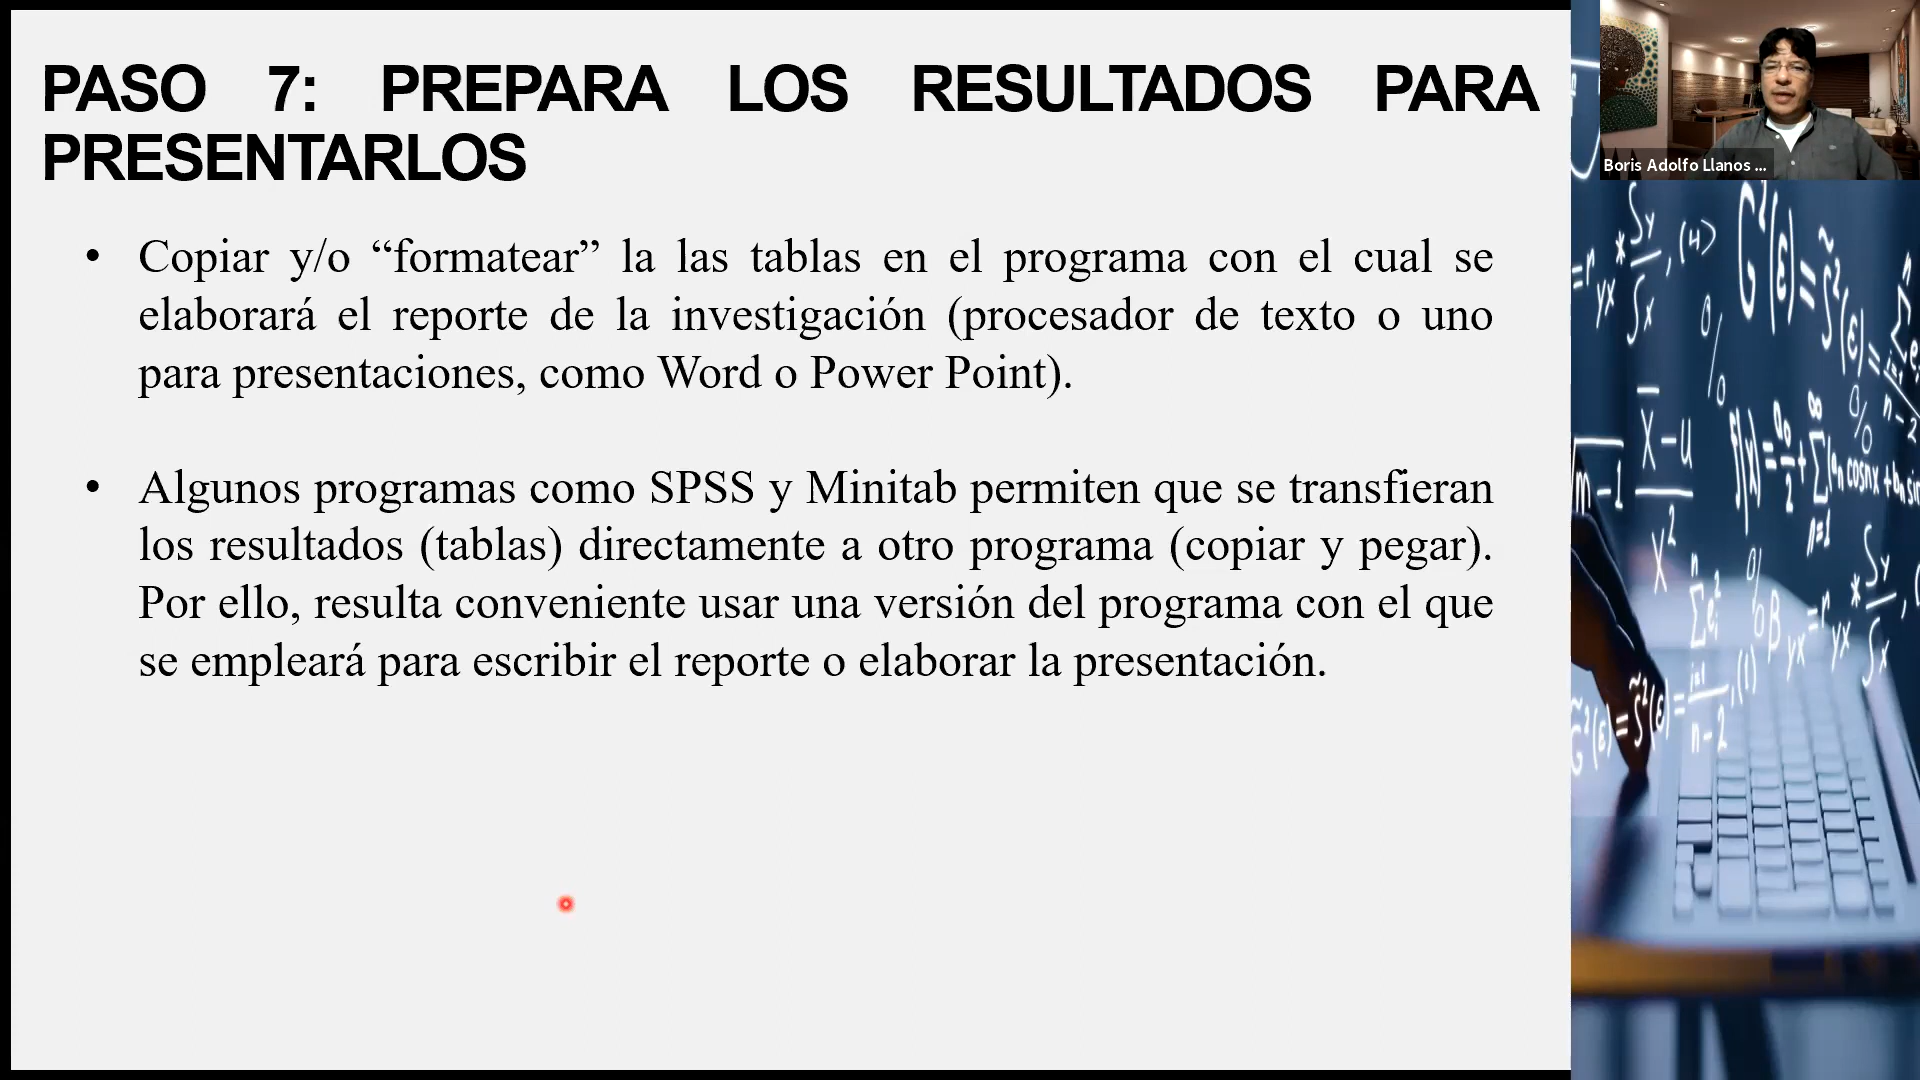 PASO 7: PREPARA LOS RESULTADOS PARA
PRESENTARLOS
Boris Adolfo Llanos ...
• Copiar y/o “formatear” la las tablas en el programa con el cual se
elaborará el reporte de la investigación (procesador de texto o uno
para presentaciones, como Word o Power Point).
• Algunos programas como SPSS y Minitab permiten que se transfieran
los resultados (tablas) directamente a otro programa (copiar y pegar).
Por ello, resulta conveniente usar una versión del programa con el que
se empleará para escribir el reporte o elaborar la presentación.